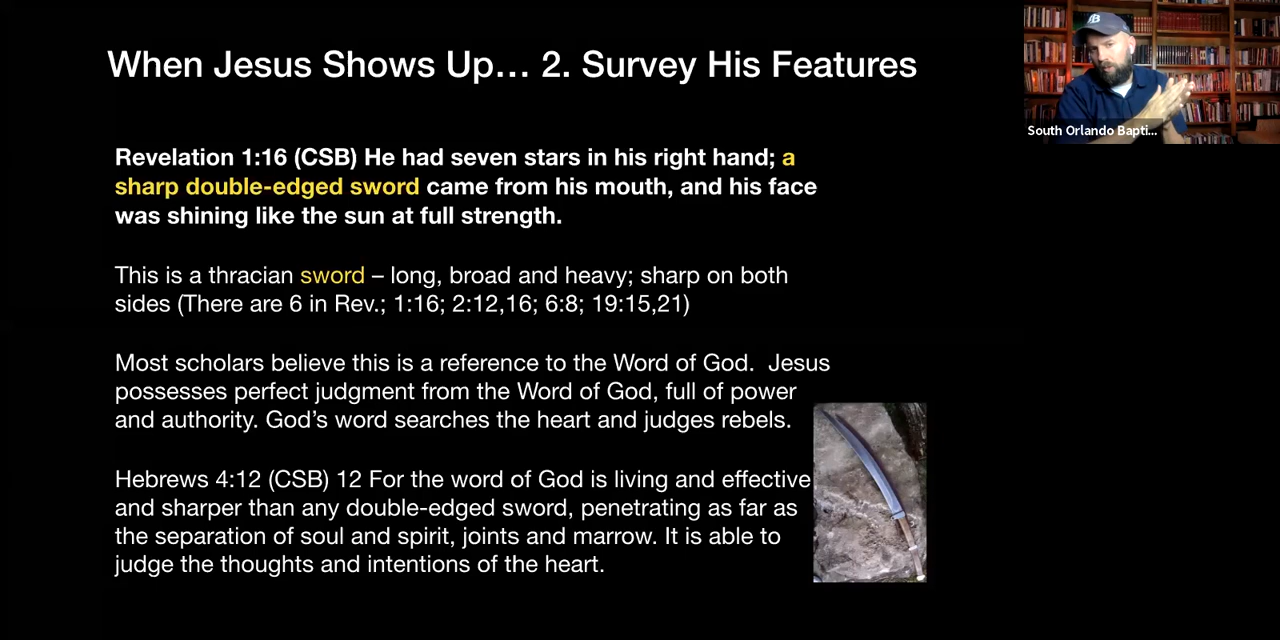 When Jesus Shows Up... 2. Survey His Features
Revelation 1:16 (CSB) He had seven stars in his right hand; a
sharp double-edged sword came from his mouth, and his face
was shining like the sun at full strength.
This is a thracian sword – long, broad and heavy; sharp on both
sides (There are 6 in Rev.; 1:16; 2:12,16; 6:8; 19:15,21)
Most scholars believe this is a reference to the Word of God.  Jesus
possesses perfect judgment from the Word of God, full of power
and authority. God’s word searches the heart and judges rebels.
Hebrews 4:12 (CSB) 12 For the word of God is living and effective
and sharper than any double-edged sword, penetrating as far as
the separation of soul and spirit, joints and marrow. It is able to
judge the thoughts and intentions of the heart.
South Orlando Bapti...